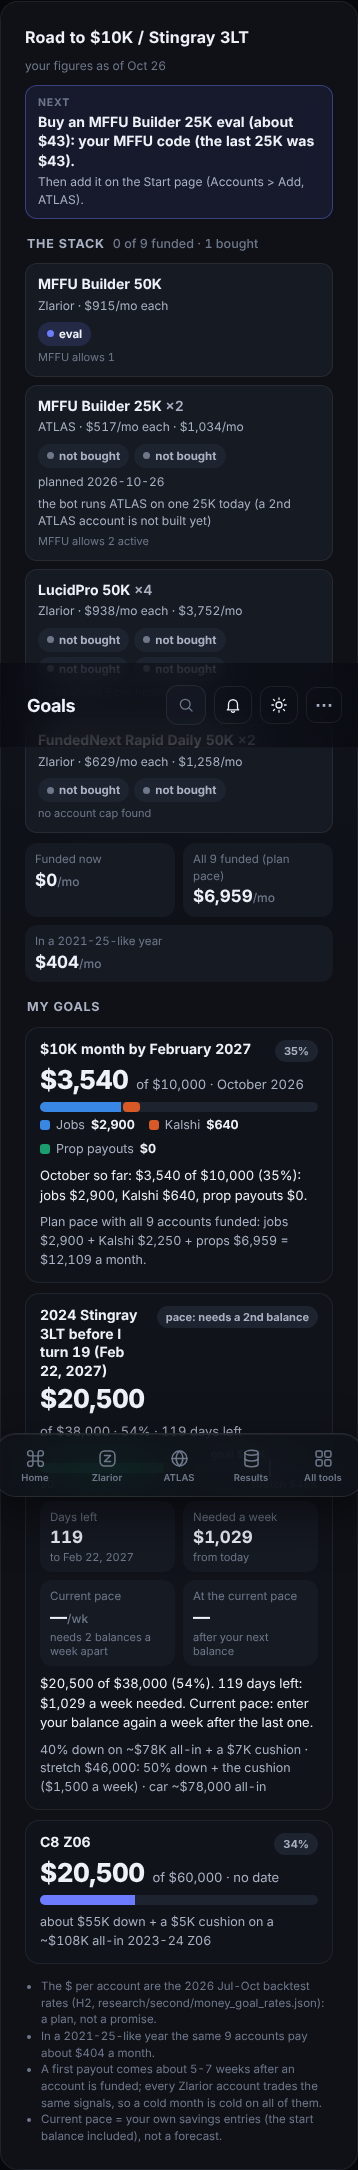 Road to $10K / Stingray 3LT
your figures as of Oct 26
NEXT
Buy an MFFU Builder 25K eval (about
$43): your MFFU code (the last 25K was
$43).
Then add it on the Start page (Accounts > Add,
ATLAS).
THE STACK 0 of 9 funded · 1 bought
MFFU Builder 50K
Zlarior · $915/mo each
eval
MFFU allows 1
MFFU Builder 25K ×2
ATLAS · $517/mo each · $1,034/mo
not bought not bought
planned 2026-10-26
the bot runs ATLAS on one 25K today (a 2nd
ATLAS account is not built yet)
MFFU allows 2 active
LucidPro 50K ×4
Zlarior · $938/mo each · $3,752/mo
not bought not bought
not bought not bought
Goals
FundedNext Rapid Daily 50K ×2
Zlarior · $629/mo each · $1,258/mo
not bought not bought
no account cap found
Funded now
$0/mo
All 9 funded (plan
pace)
$6,959/mo
In a 2021-25-like year
$404/mo
MY GOALS
$10K month by February 2027 35%
$3,540 of $10,000 · October 2026
Jobs $2,900 Kalshi $640
Prop payouts $0
October so far: $3,540 of $10,000 (35%):
jobs $2,900, Kalshi $640, prop payouts $0.
Plan pace with all 9 accounts funded: jobs
$2,900 + Kalshi $2,250 + props $6,959 =
$12,109 a month.
2024 Stingray
3LT before I
turn 19 (Feb
22, 2027)
pace: needs a 2nd balance
$20,500
of $38,000 · 54% · 119 days left
Home Zlarior ATLAS Results All tools
Days left
119
to Feb 22, 2027
Needed a week
$1,029
from today
Current pace
—/wk
needs 2 balances a
week apart
At the current pace
—
after your next
balance
$20,500 of $38,000 (54%). 119 days left:
$1,029 a week needed. Current pace: enter
your balance again a week after the last one.
40% down on ~$78K all-in + a $7K cushion ·
stretch $46,000: 50% down + the cushion
($1,500 a week) · car ~$78,000 all-in
C8 Z06 34%
$20,500 of $60,000 · no date
about $55K down + a $5K cushion on a
~$108K all-in 2023-24 Z06
• The $ per account are the 2026 Jul-Oct backtest
rates (H2, research/second/money_goal_rates.json):
a plan, not a promise.
• In a 2021-25-like year the same 9 accounts pay
about $404 a month.
• A first payout comes about 5-7 weeks after an
account is funded; every Zlarior account trades the
same signals, so a cold month is cold on all of them.
• Current pace = your own savings entries (the start
balance included), not a forecast.